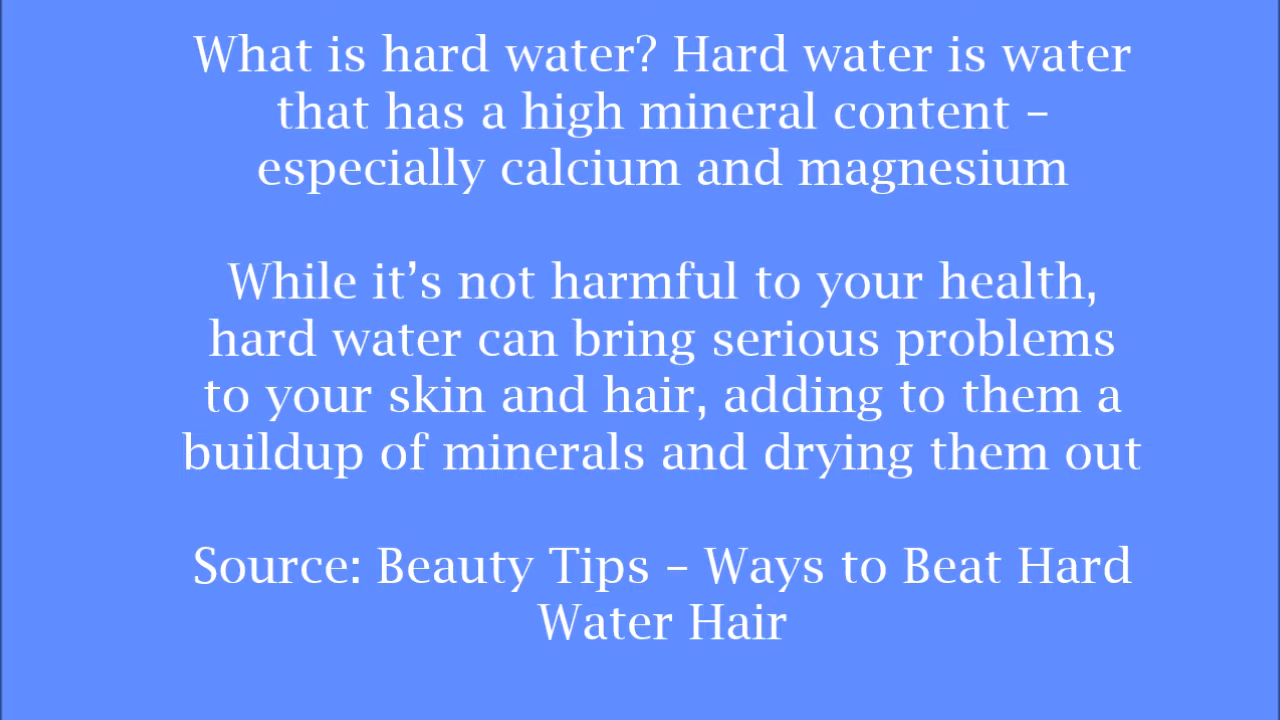 What is hard water? Hard water is water
that has a high mineral content –
especially calcium and magnesium
While it’s not harmful to your health,
hard water can bring serious problems
to your skin and hair, adding to them a
buildup of minerals and drying them out
Source: Beauty Tips – Ways to Beat Hard
Water Hair